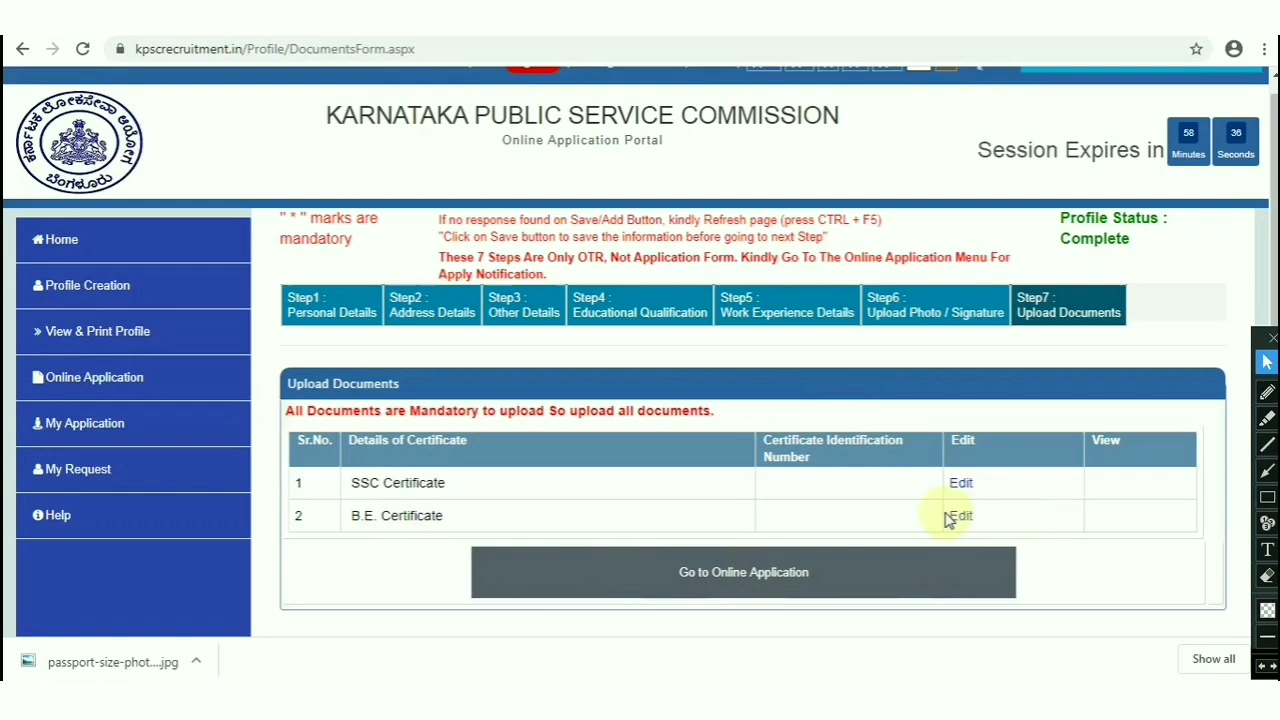 kpscrecruitment.in/Profile/DocumentsForm.aspx
ಕರ್ನಾಟಕ ಲೋಕಸೇವಾ ಆಯೋಗ
ಬೆಂಗಳೂರು
KARNATAKA PUBLIC SERVICE COMMISSION
Online Application Portal
Session Expires in
58
Minutes
36
Seconds
Home
Profile Creation
» View & Print Profile
Online Application
My Application
My Request
Help
" * " marks are
mandatory
If no response found on Save/Add Button, kindly Refresh page (press CTRL + F5)
"Click on Save button to save the information before going to next Step"
These 7 Steps Are Only OTR, Not Application Form. Kindly Go To The Online Application Menu For
Apply Notification.
Profile Status :
Complete
Step1 :
Personal Details
Step2 :
Address Details
Step3 :
Other Details
Step4 :
Educational Qualification
Step5 :
Work Experience Details
Step6 :
Upload Photo / Signature
Step7 :
Upload Documents
Upload Documents
All Documents are Mandatory to upload So upload all documents.
Sr.No. Details of Certificate Certificate Identification Number Edit View
1 SSC Certificate Edit
2 B.E. Certificate Edit
Go to Online Application
passport-size-phot....jpg
Show all
T